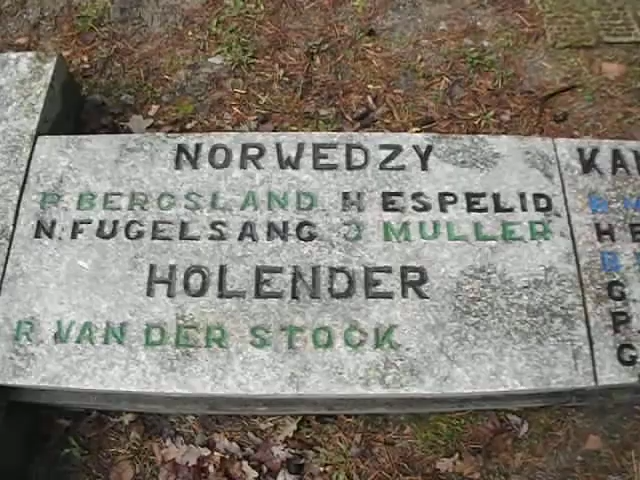 NORWEDZY
P. BERGSLAND H ESPELID
N. FUGELSANG J MULLER
HOLENDER
R. VAN DER STOCK